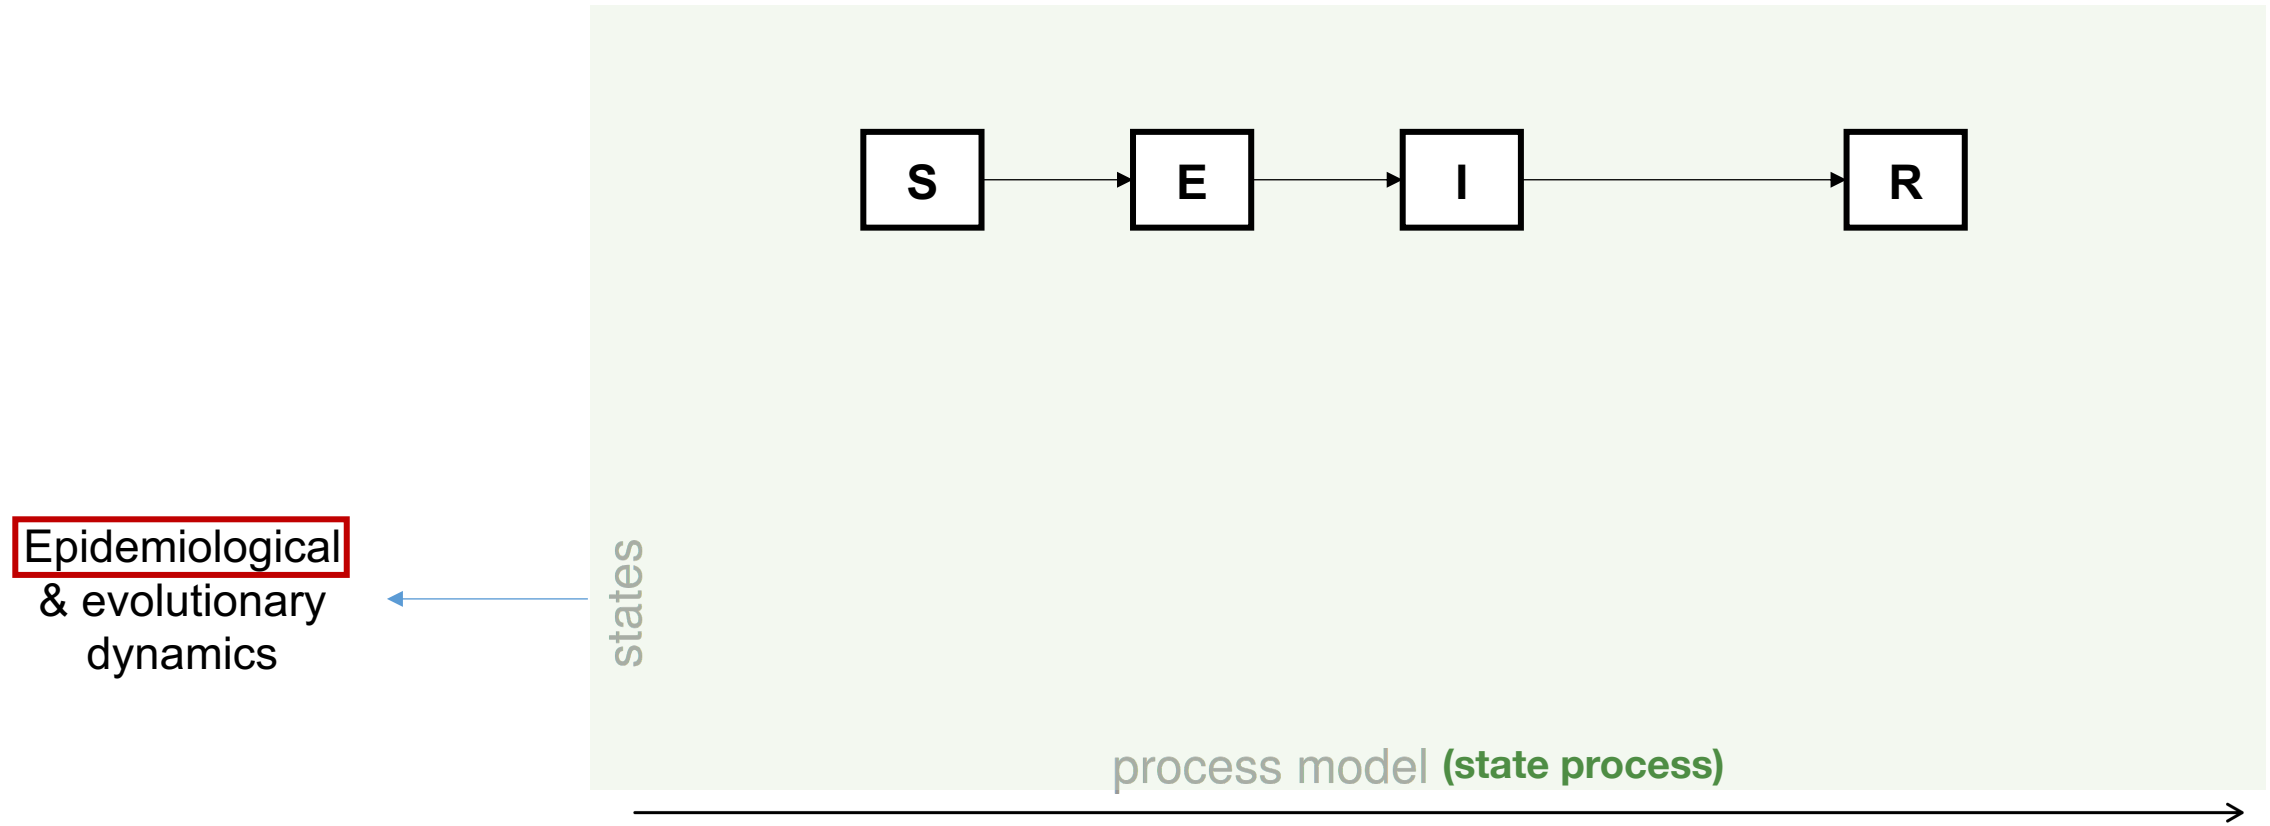 S
E
I
R
Epidemiological
& evolutionary
dynamics
states
process model (state process)